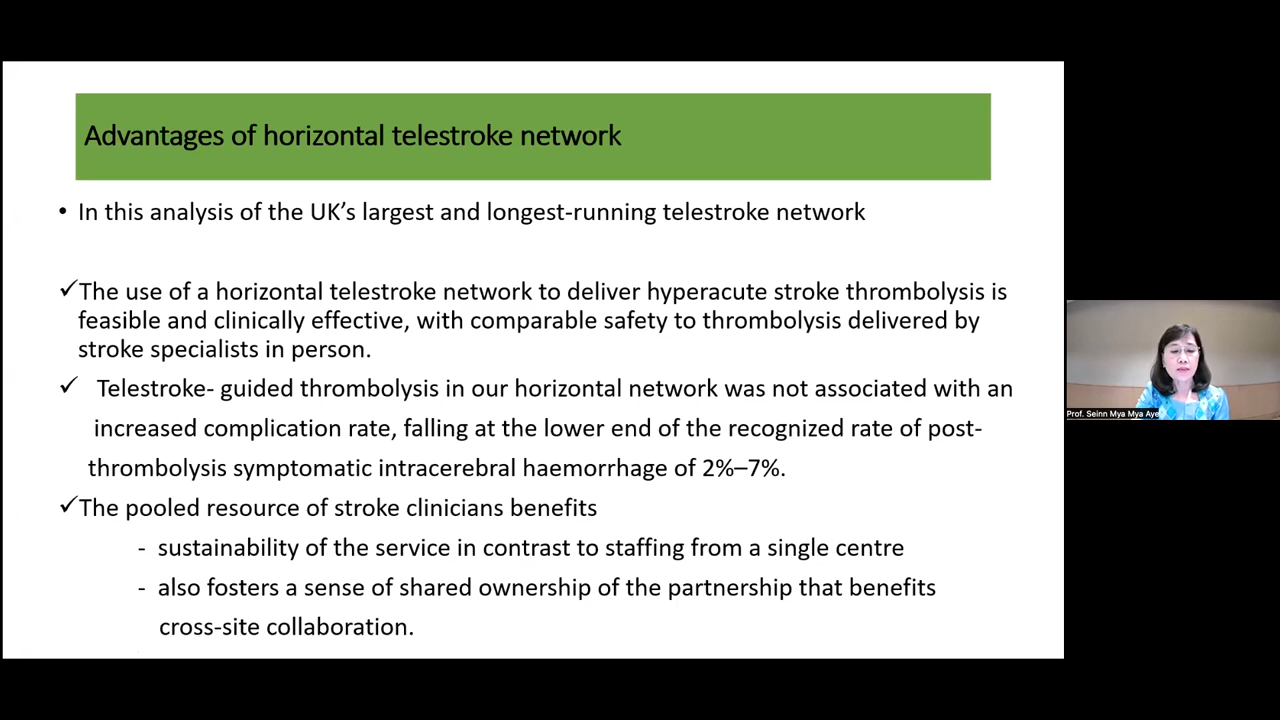 Advantages of horizontal telestroke network
• In this analysis of the UK’s largest and longest-running telestroke network
✓The use of a horizontal telestroke network to deliver hyperacute stroke thrombolysis is
feasible and clinically effective, with comparable safety to thrombolysis delivered by
stroke specialists in person.
✓ Telestroke- guided thrombolysis in our horizontal network was not associated with an
increased complication rate, falling at the lower end of the recognized rate of post-
thrombolysis symptomatic intracerebral haemorrhage of 2%–7%.
✓The pooled resource of stroke clinicians benefits
- sustainability of the service in contrast to staffing from a single centre
- also fosters a sense of shared ownership of the partnership that benefits
cross-site collaboration.
Prof. Seinn Mya Mya Aye